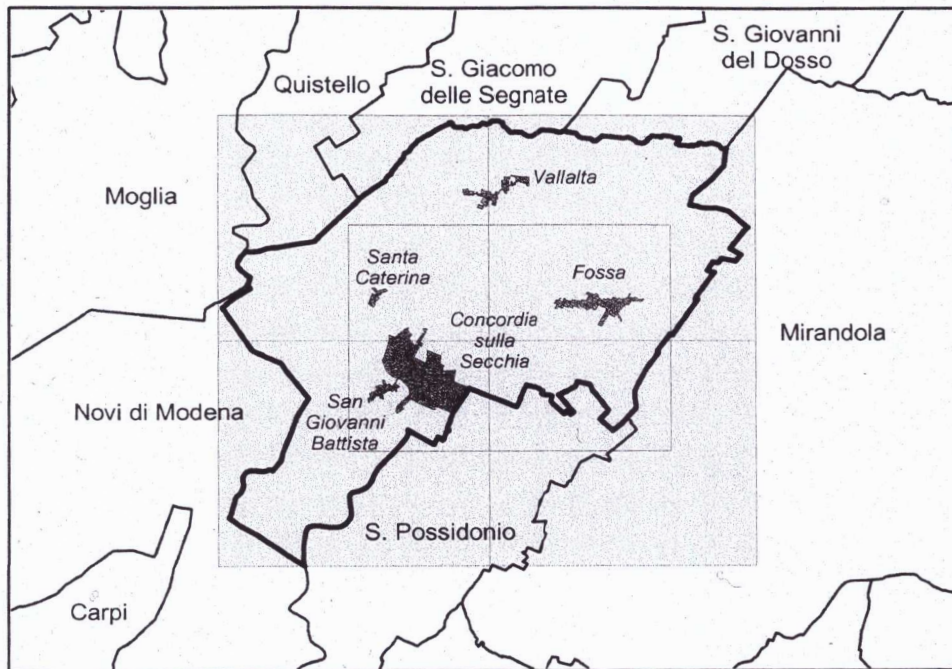 S. Giovanni
del Dosso
S. Giacomo
delle Segnate
Quistello
Vallalta
Moglia
Santa
Caterina
Fossa
Concordia
sulla
Secchia
Mirandola
San
Giovanni
Battista
Novi di Modena
S. Possidonio
Carpi